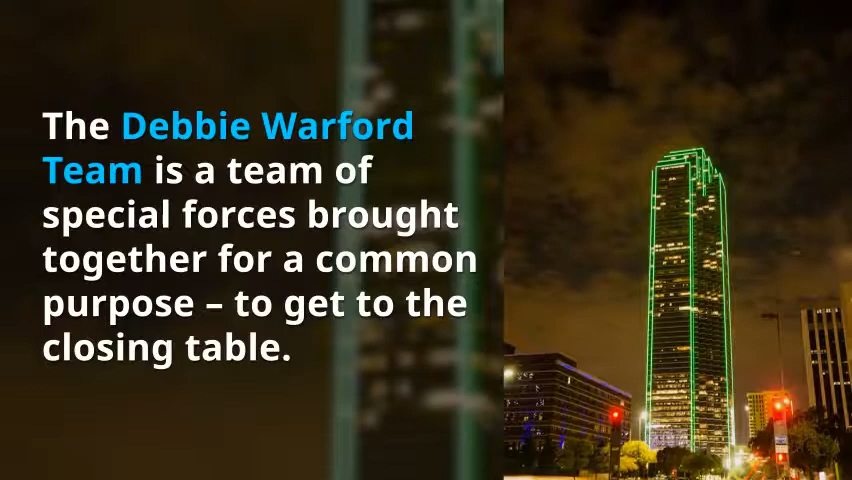 The Debbie Warford
Team is a team of
special forces brought
together for a common
purpose – to get to the
closing table.